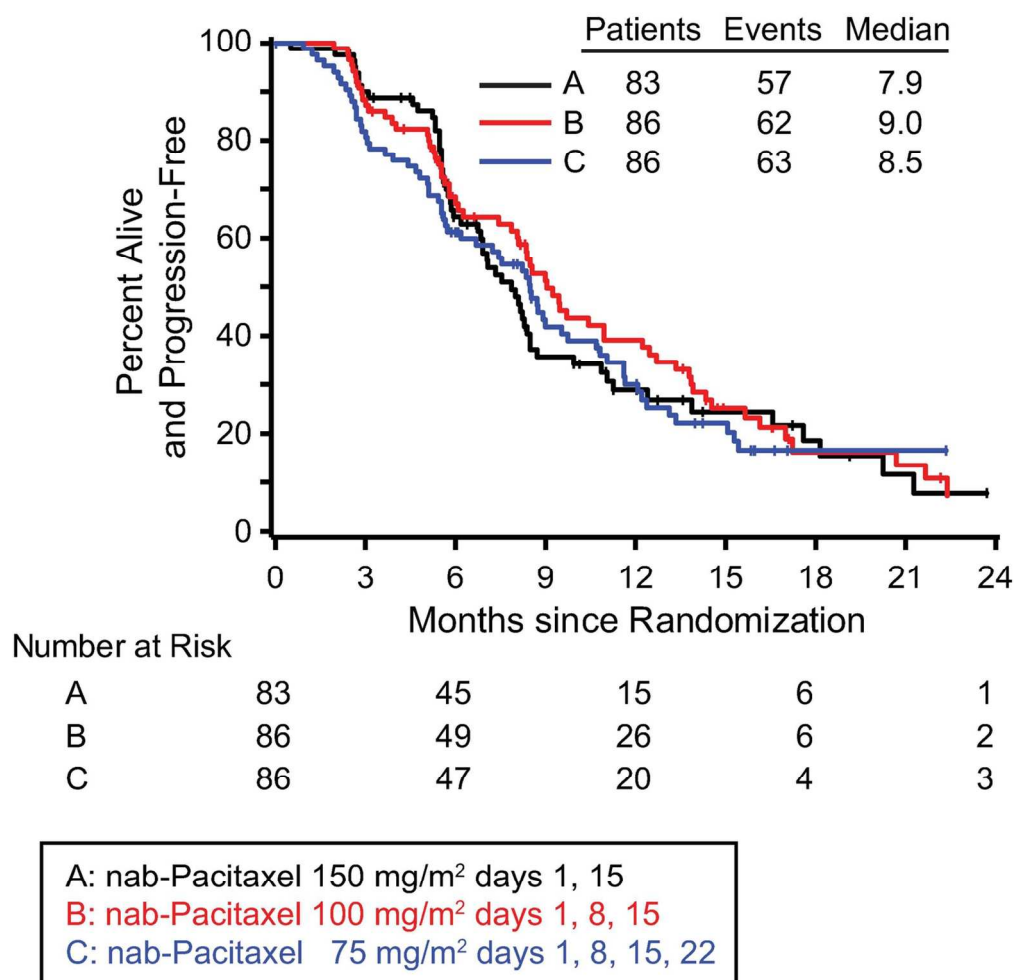 Patients Events Median
A 83 57 7.9
B 86 62 9.0
C 86 63 8.5
100
80
60
40
20
0
Percent Alive
and Progression-Free
0 3 6 9 12 15 18 21 24
Months since Randomization
Number at Risk
A 83 45 15 6 1
B 86 49 26 6 2
C 86 47 20 4 3
A: nab-Pacitaxel 150 mg/m² days 1, 15
B: nab-Pacitaxel 100 mg/m² days 1, 8, 15
C: nab-Pacitaxel 75 mg/m² days 1, 8, 15, 22